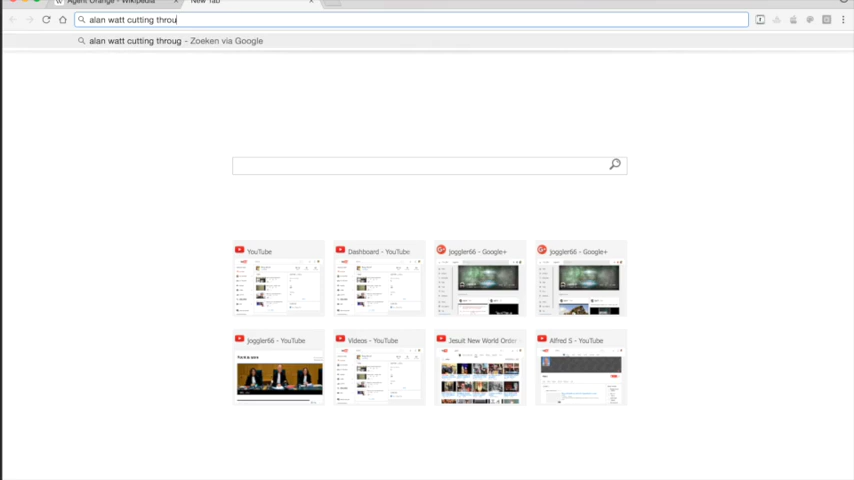 Agent Orange - Wikipedia
New Tab
alan watt cutting throu
alan watt cutting throug - Zoeken via Google
YouTube
Dashboard - YouTube
joggler66 - Google+
joggler66 - Google+
joggler66 - YouTube
Videos - YouTube
Jesuit New World Order
Alfred S - YouTube